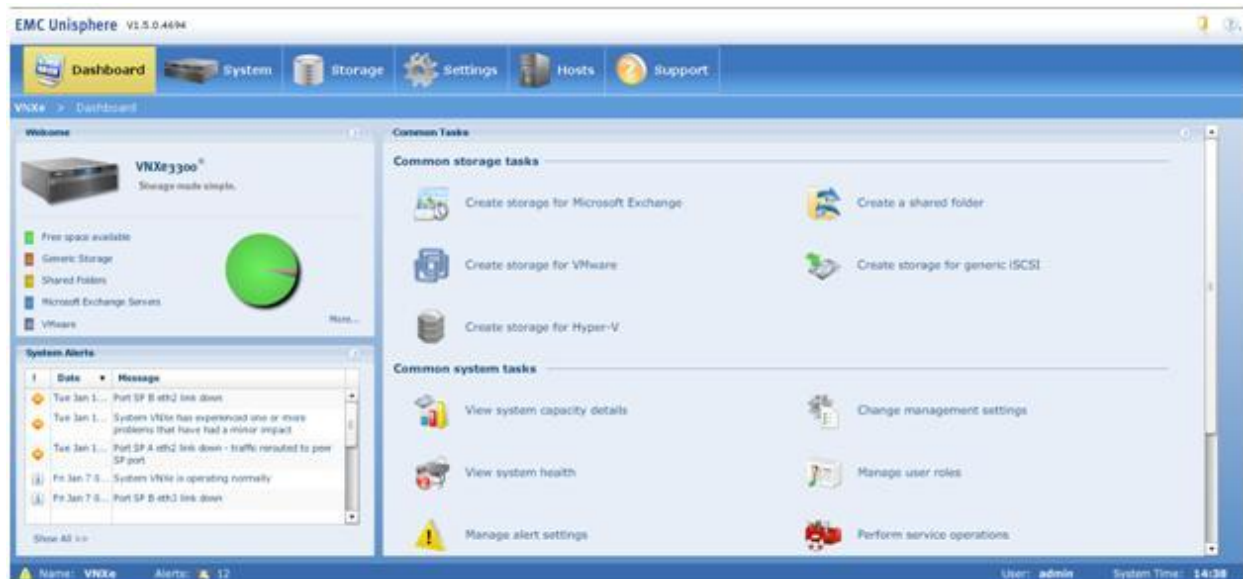 EMC Unisphere V1.5.0.4694
Dashboard System Storage Settings Hosts Support
VNXe > Dashboard
Welcome
VNXe3300®
Storage made simple.
Free space available
Generic Storage
Shared Folders
Microsoft Exchange Servers
VMware
More...
System Alerts
! Date Message
Tue Jan 1... Port SP B eth2 link down
Tue Jan 1... System VNXe has experienced one or more
problems that have had a minor impact
Tue Jan 1... Port SP A eth2 link down - traffic rerouted to peer
SP port
Fri Jan 7 0... System VNXe is operating normally
Fri Jan 7 0... Port SP B eth3 link down
Show All >>
Common Tasks
Common storage tasks
Create storage for Microsoft Exchange
Create a shared folder
Create storage for VMware
Create storage for generic iSCSI
Create storage for Hyper-V
Common system tasks
View system capacity details
Change management settings
View system health
Manage user roles
Manage alert settings
Perform service operations
Name: VNXe Alerts: 12 User: admin System Time: 14:38